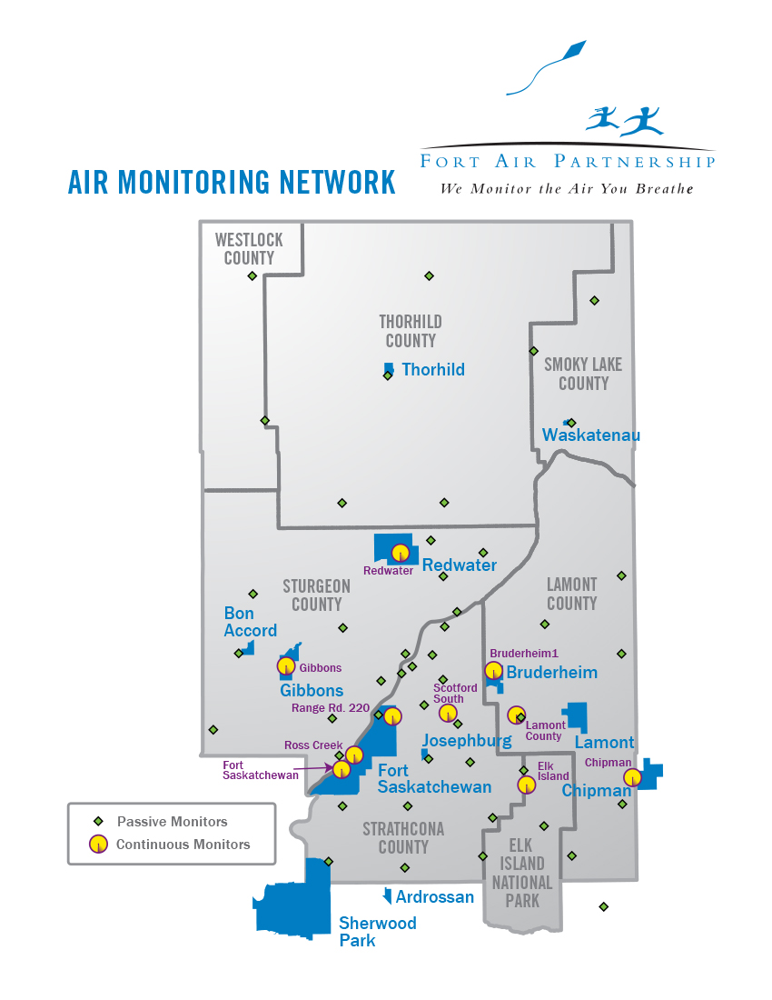 FORT AIR PARTNERSHIP
AIR MONITORING NETWORK
We Monitor the Air You Breathe
WESTLOCK
COUNTY
THORHILD
COUNTY
Thorhild
SMOKY LAKE
COUNTY
Waskatenau
Redwater
Redwater
STURGEON
COUNTY
LAMONT
COUNTY
Bon
Accord
Gibbons
Gibbons
Bruderheim1
Bruderheim
Scotford
South
Range Rd. 220
Lamont
County
Lamont
Josephburg
Ross Creek
Fort
Saskatchewan
Fort
Saskatchewan
Elk
Island
Chipman
Chipman
Passive Monitors
Continuous Monitors
STRATHCONA
COUNTY
ELK
ISLAND
NATIONAL
PARK
Ardrossan
Sherwood
Park